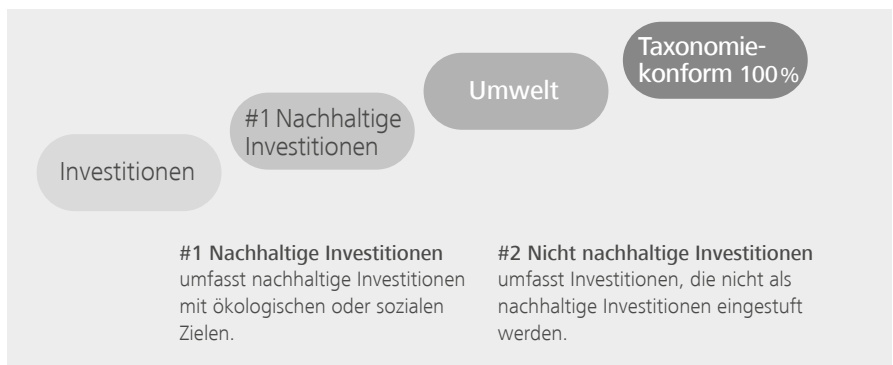 Taxonomie-
konform 100 %
Umwelt
#1 Nachhaltige
Investitionen
Investitionen
#1 Nachhaltige Investitionen
umfasst nachhaltige Investitionen
mit ökologischen oder sozialen
Zielen.
#2 Nicht nachhaltige Investitionen
umfasst Investitionen, die nicht als
nachhaltige Investitionen eingestuft
werden.